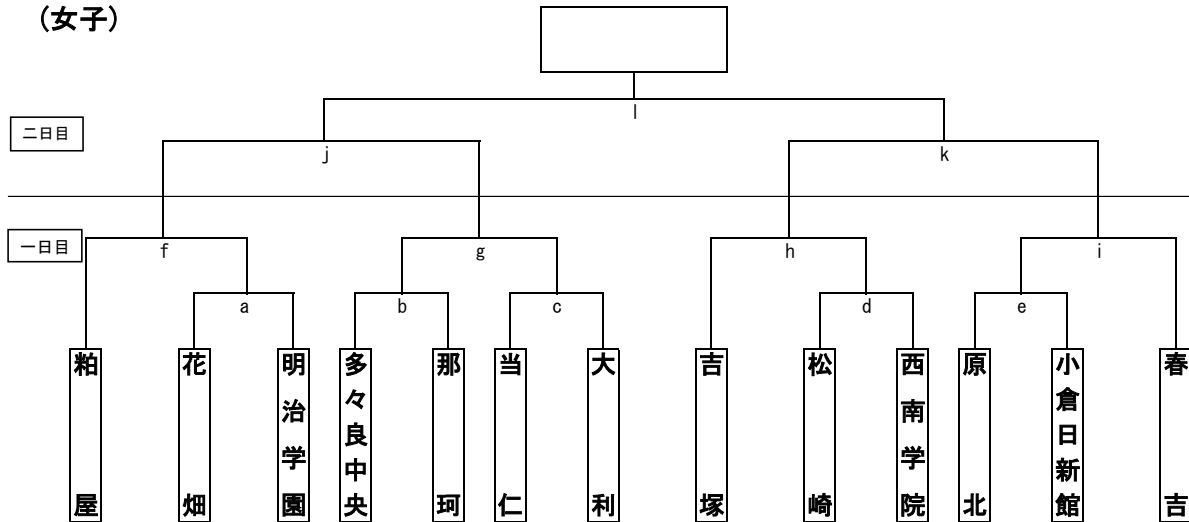 （女子）
l
二日目
j
k
一日目
f
g
h
i
a
b
c
d
e
粕屋
花畑
明治学園
多々良中央
那珂
当仁
大利
吉塚
松崎
西南学院
原北
小倉日新館
春吉